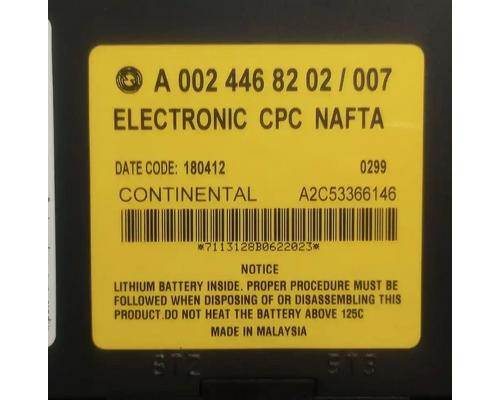 A 002 446 82 02 / 007
ELECTRONIC CPC NAFTA
DATE CODE: 180412 0299
CONTINENTAL A2C53366146
*7113128B0622023*
NOTICE
LITHIUM BATTERY INSIDE. PROPER PROCEDURE MUST BE
FOLLOWED WHEN DISPOSING OF OR DISASSEMBLING THIS
PRODUCT.DO NOT HEAT THE BATTERY ABOVE 125C
MADE IN MALAYSIA